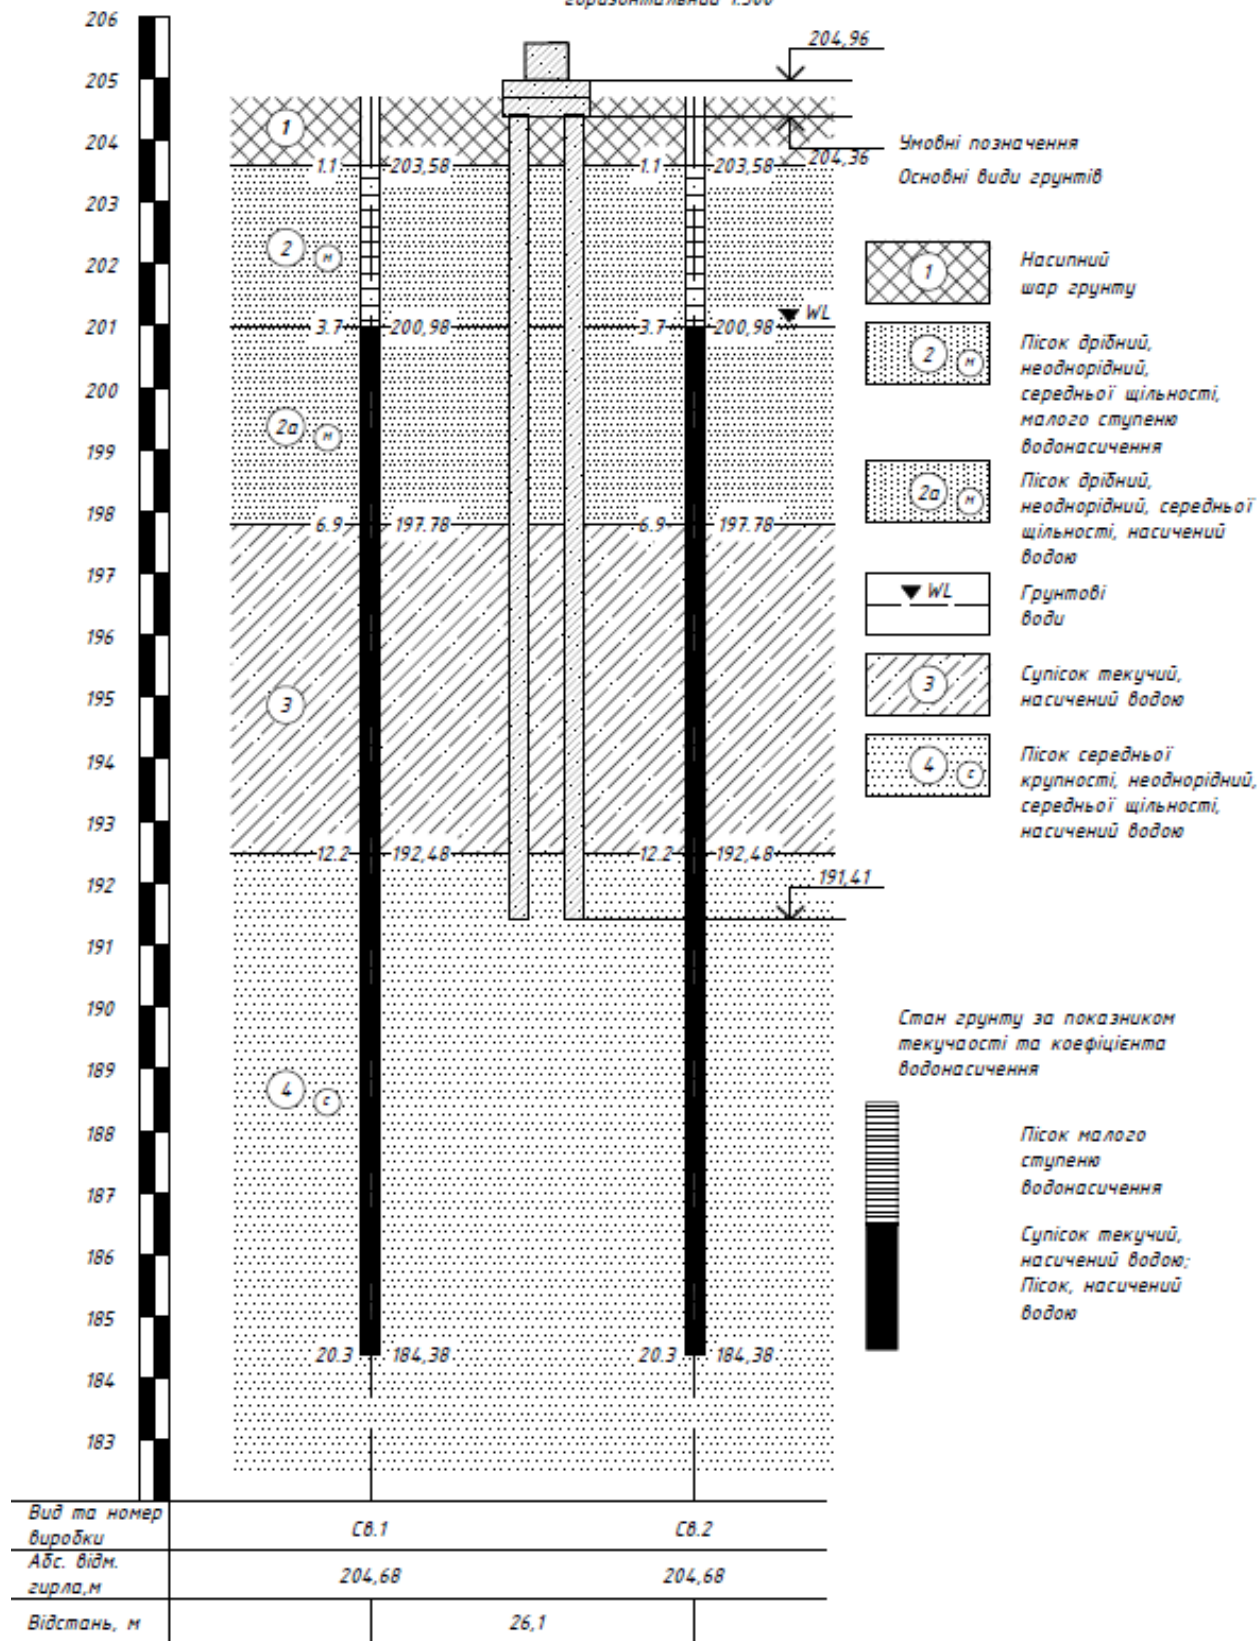 горизонтальний 1:500
206
205
204
203
202
201
200
199
198
197
196
195
194
193
192
191
190
189
188
187
186
185
184
183
204,96
204,36
1
1.1 203,58
1.1 203,58
2 м
3.7 200,98
3.7 200,98
WL
2а м
6.9 197.78
6.9 197.78
3
12.2 192,48
12.2 192,48
191,41
4 с
20.3 184,38
20.3 184,38
Умовні позначення
Основні види грунтів
1
Насипний
шар грунту
2 м
Пісок дрібний,
неоднорідний,
середньої щільності,
малого ступеню
водонасичення
2а м
Пісок дрібний,
неоднорідний, середньої
щільності, насичений
водою
WL
Грунтові
води
3
Супісок текучий,
насичений водою
4 с
Пісок середньої
крупності, неоднорідний,
середньої щільності,
насичений водою
Стан грунту за показником
текучаості та коефіцієнта
водонасичення
Пісок малого
ступеню
водонасичення
Супісок текучий,
насичений водою;
Пісок, насичений
водою
Вид та номер
виробки
Св.1
Св.2
Абс. відм.
гирла,м
204,68
204,68
Відстань, м
26,1